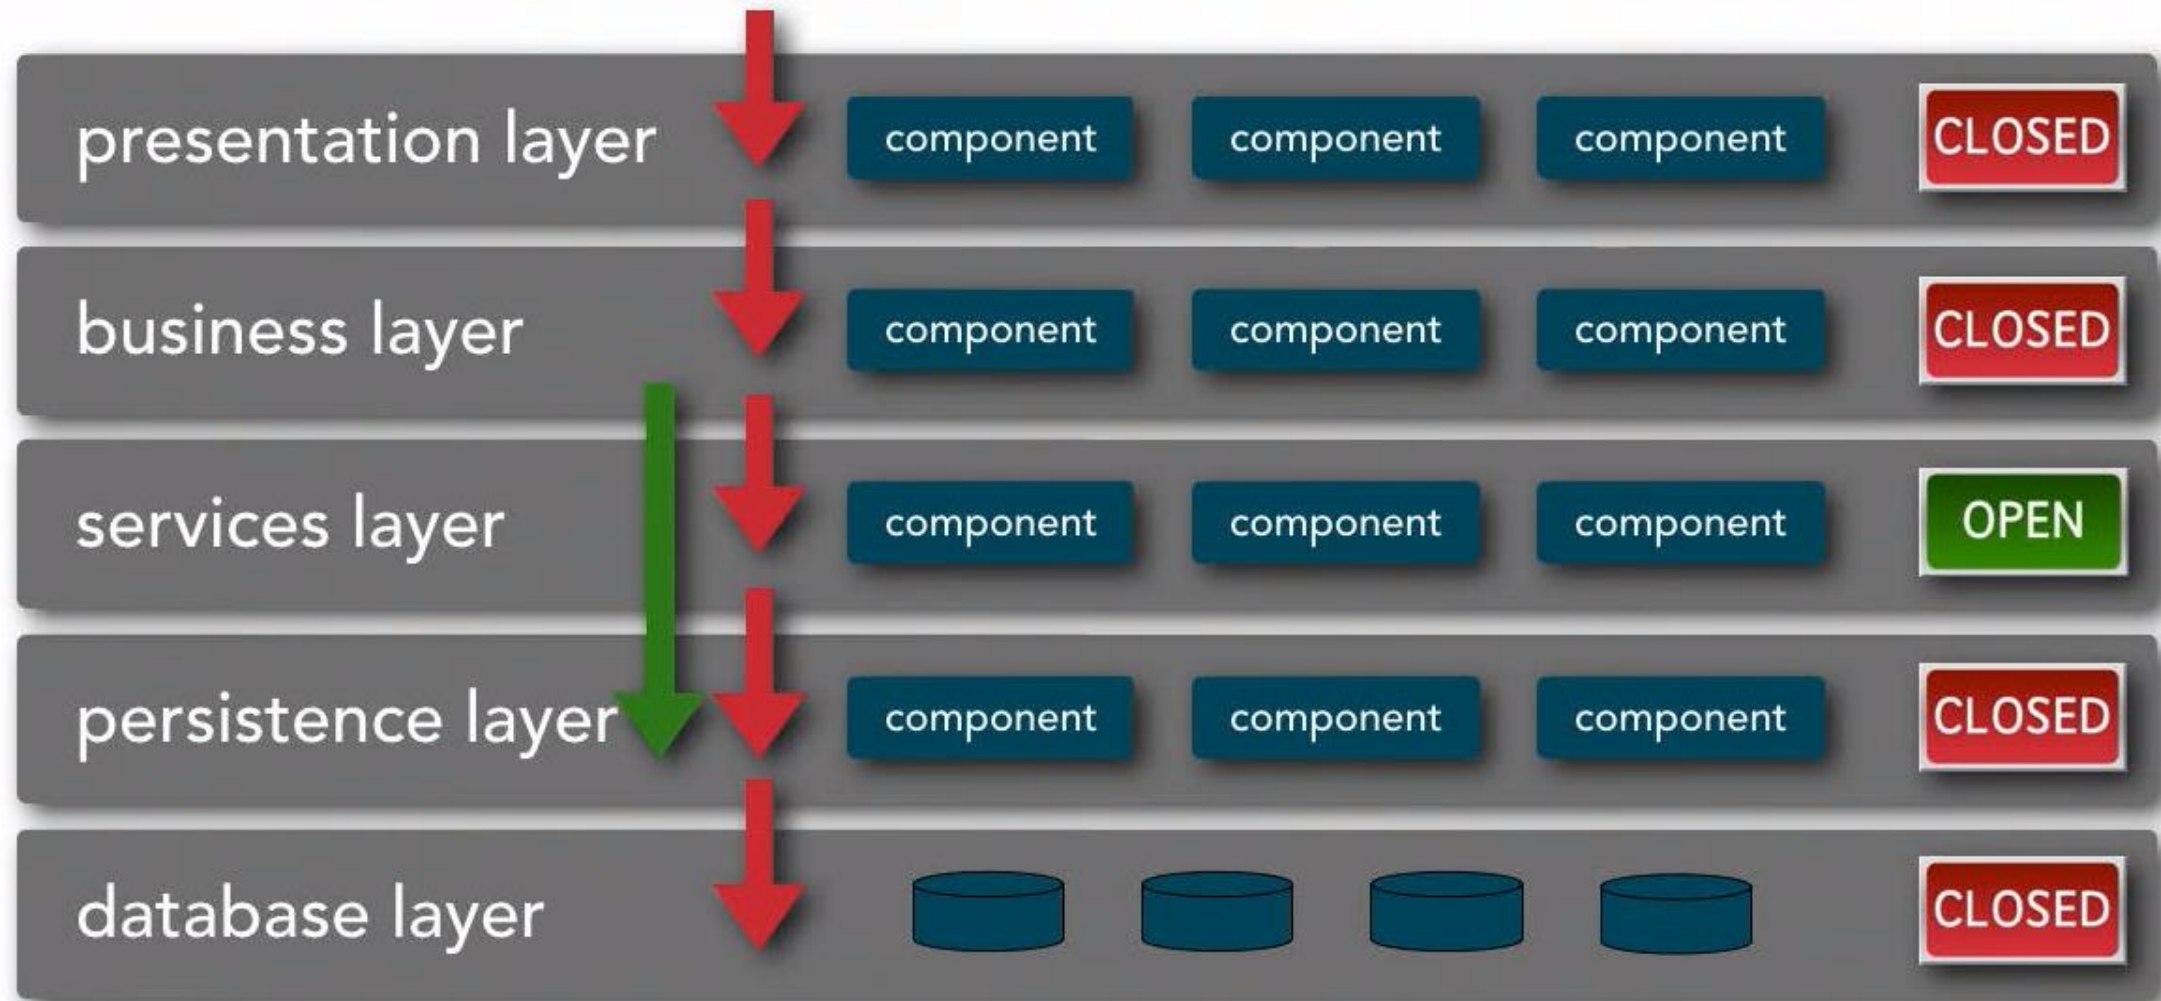 presentation layer component component component CLOSED
business layer component component component CLOSED
services layer component component component OPEN
persistence layer component component component CLOSED
database layer CLOSED